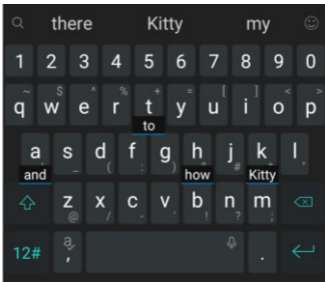 there Kitty my
1 2 3 4 5 6 7 8 9 0
~ $ ^ % + = [ ] < >
q w e r t y u i o p
to
a s d f g h j k l
_ ( : ) " #
and how Kitty
z x c v b n m
@ / - ' ! ? ;
12# , .